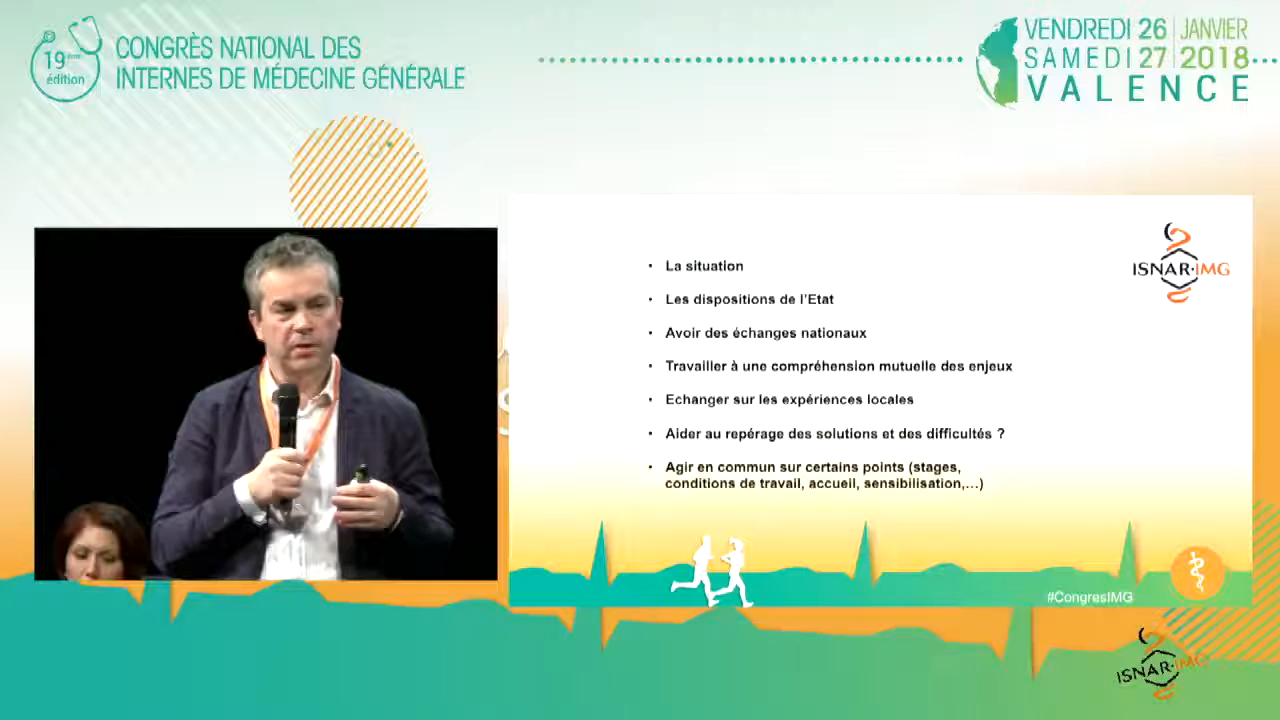 19ème
édition
CONGRÈS NATIONAL DES
INTERNES DE MÉDECINE GÉNÉRALE
VENDREDI 26 JANVIER
SAMEDI 27 2018
VALENCE
ISNAR-IMG
• La situation
• Les dispositions de l'Etat
• Avoir des échanges nationaux
• Travailler à une compréhension mutuelle des enjeux
• Echanger sur les expériences locales
• Aider au repérage des solutions et des difficultés ?
• Agir en commun sur certains points (stages,
conditions de travail, accueil, sensibilisation,...)
#CongresIMG
ISNAR-IMG